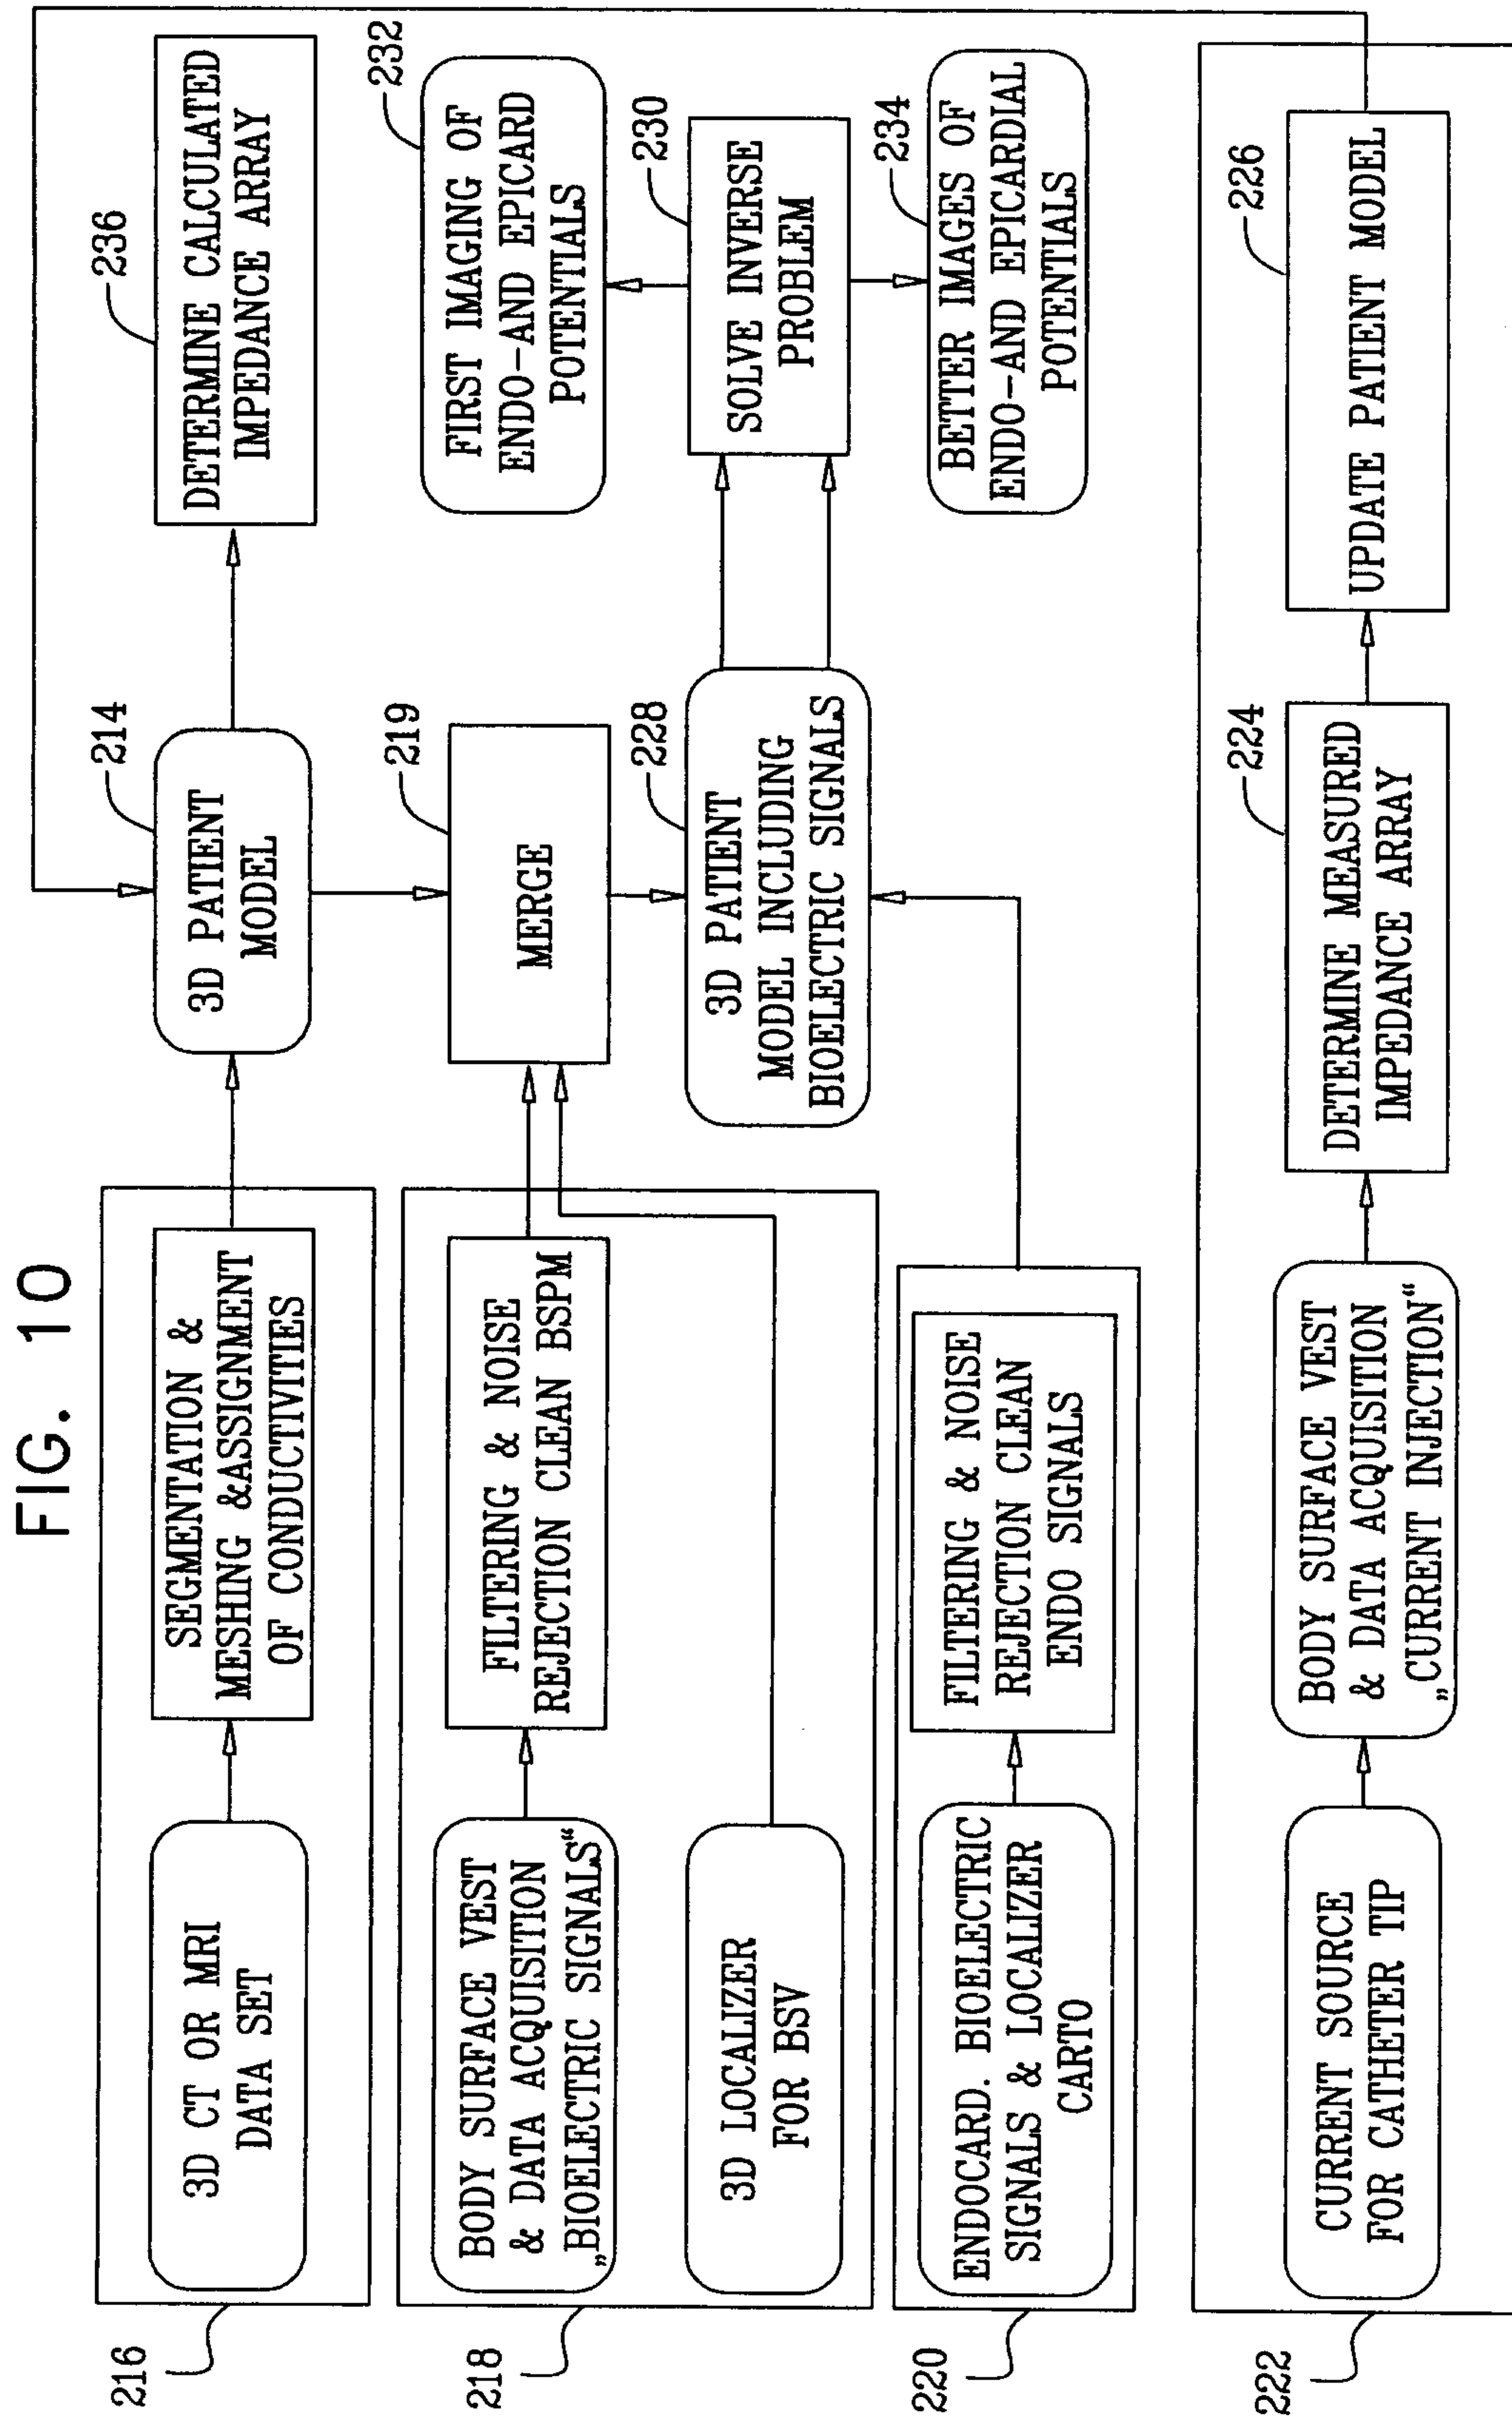 FIG. 10
216
3D CT OR MRI
DATA SET
SEGMENTATION &
MESHING &ASSIGNMENT
OF CONDUCTIVITIES
214
3D PATIENT
MODEL
236
DETERMINE CALCULATED
IMPEDANCE ARRAY
218
BODY SURFACE VEST
& DATA ACQUISITION
„BIOELECTRIC SIGNALS“
FILTERING & NOISE
REJECTION CLEAN BSPM
219
MERGE
232
FIRST IMAGING OF
ENDO-AND EPICARD
POTENTIALS
3D LOCALIZER
FOR BSV
228
3D PATIENT
MODEL INCLUDING
BIOELECTRIC SIGNALS
230
SOLVE INVERSE
PROBLEM
220
ENDOCARD. BIOELECTRIC
SIGNALS & LOCALIZER
CARTO
FILTERING & NOISE
REJECTION CLEAN
ENDO SIGNALS
234
BETTER IMAGES OF
ENDO-AND EPICARDIAL
POTENTIALS
222
CURRENT SOURCE
FOR CATHETER TIP
BODY SURFACE VEST
& DATA ACQUISITION
„CURRENT INJECTION“
224
DETERMINE MEASURED
IMPEDANCE ARRAY
226
UPDATE PATIENT MODEL